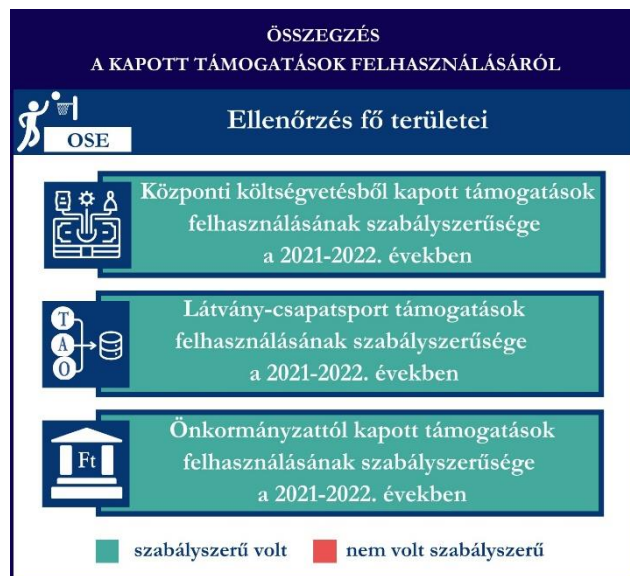 ÖSSZEGZÉS
A KAPOTT TÁMOGATÁSOK FELHASZNÁLÁSÁRÓL
OSE
Ellenőrzés fő területei
Központi költségvetésből kapott támogatások
felhasználásának szabályszerűsége
a 2021-2022. években
T
A
O
Látvány-csapatsport támogatások
felhasználásának szabályszerűsége
a 2021-2022. években
Ft
Önkormányzattól kapott támogatások
felhasználásának szabályszerűsége
a 2021-2022. években
szabályszerű volt
nem volt szabályszerű